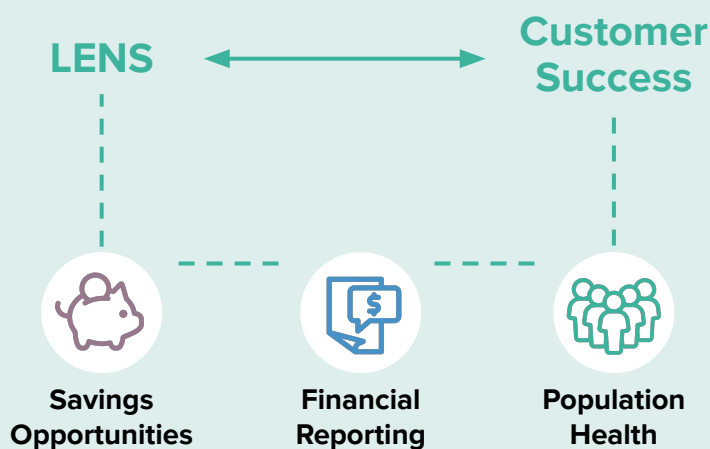 LENS
Customer
Success
$
Savings
Opportunities
Financial
Reporting
Population
Health